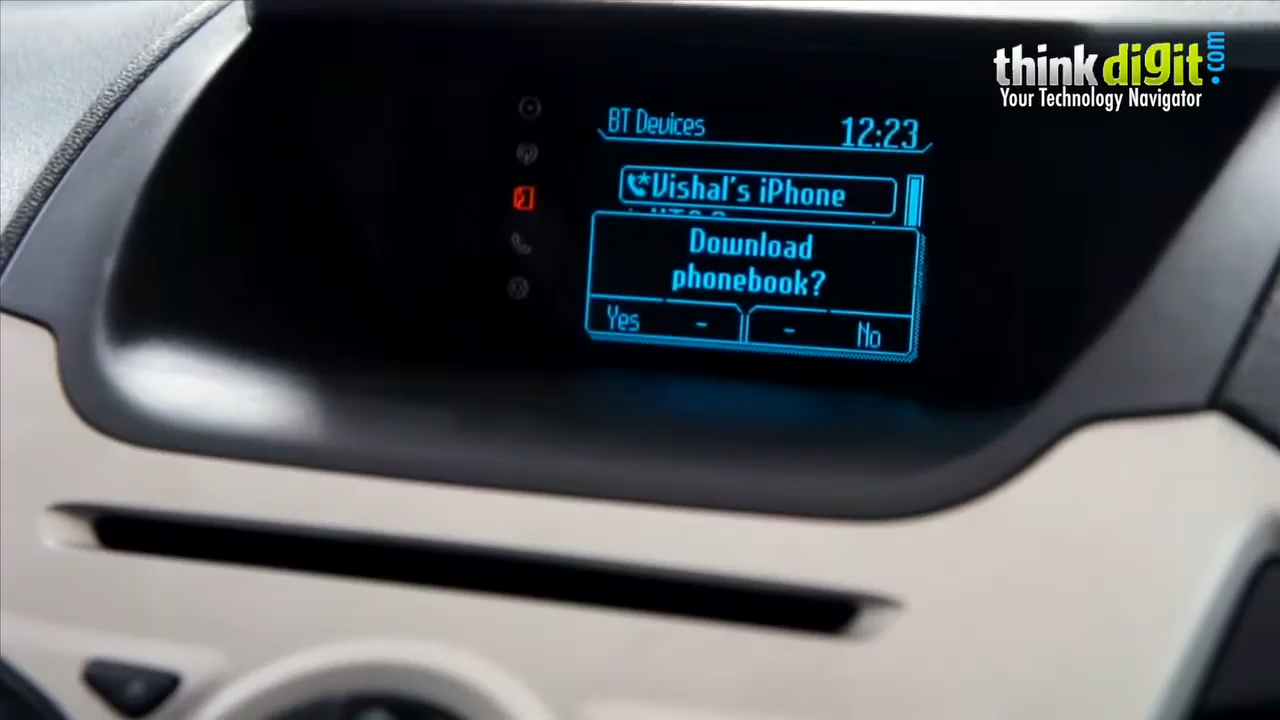 thinkdigit.com
Your Technology Navigator
BT Devices 12:23
Vishal's iPhone
Download
phonebook?
Yes - - No